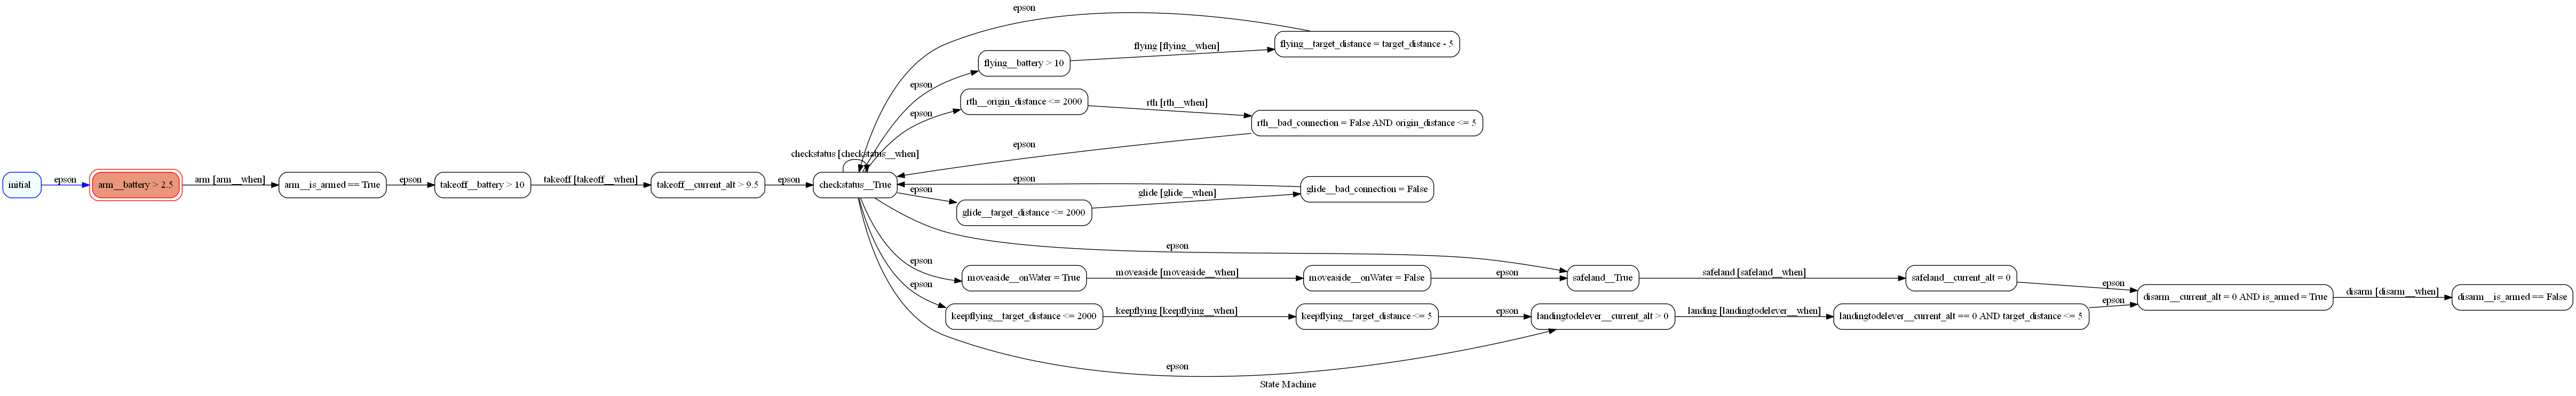 initial
epson
arm__battery > 2.5
arm [arm__when]
arm__is_armed == True
epson
takeoff__battery > 10
takeoff [takeoff__when]
takeoff__current_alt > 9.5
epson
checkstatus [checkstatus__when]
checkstatus__True
epson
epson
flying__battery > 10
flying [flying__when]
flying__target_distance = target_distance - 5
epson
rth__origin_distance <= 2000
rth [rth__when]
rth__bad_connection = False AND origin_distance <= 5
epson
epson
epson
glide__target_distance <= 2000
glide [glide__when]
glide__bad_connection = False
epson
epson
moveaside__onWater = True
moveaside [moveaside__when]
moveaside__onWater = False
epson
safeland__True
safeland [safeland__when]
safeland__current_alt = 0
epson
epson
keepflying__target_distance <= 2000
keepflying [keepflying__when]
keepflying__target_distance <= 5
epson
landingtodelever__current_alt > 0
landing [landingtodelever__when]
landingtodelever__current_alt == 0 AND target_distance <= 5
epson
disarm__current_alt = 0 AND is_armed = True
disarm [disarm__when]
disarm__is_armed == False
epson
State Machine